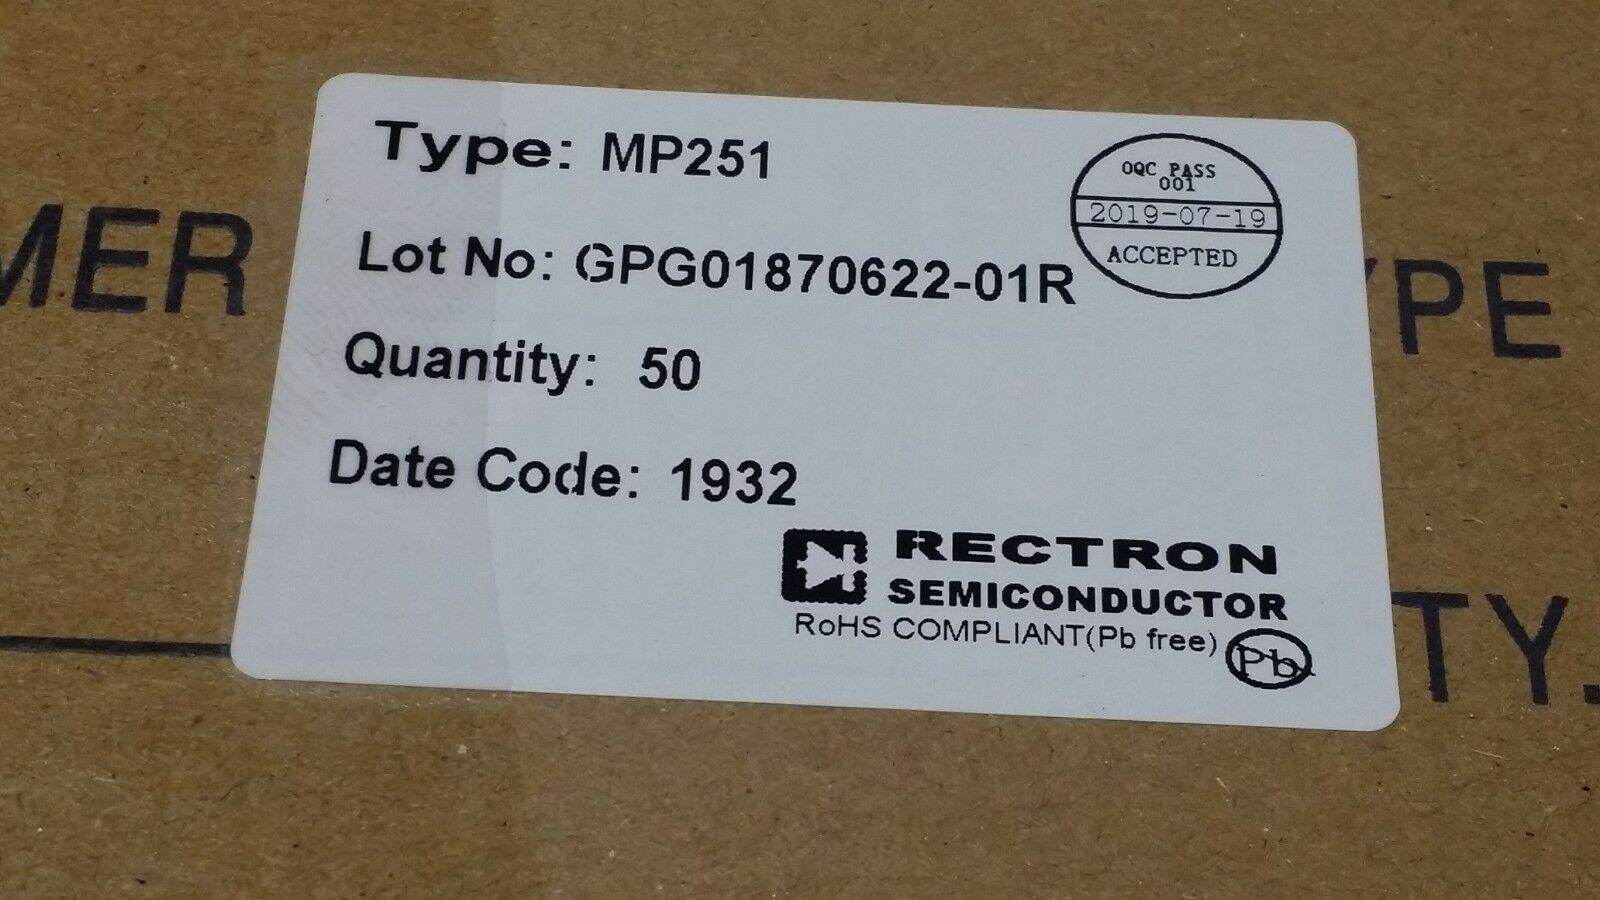 Type: MP251
OQC PASS
001
2019-07-19
ACCEPTED
Lot No: GPG01870622-01R
Quantity: 50
Date Code: 1932
RECTRON
SEMICONDUCTOR
RoHS COMPLIANT(Pb free)
Pb
MER
YPE
TY.